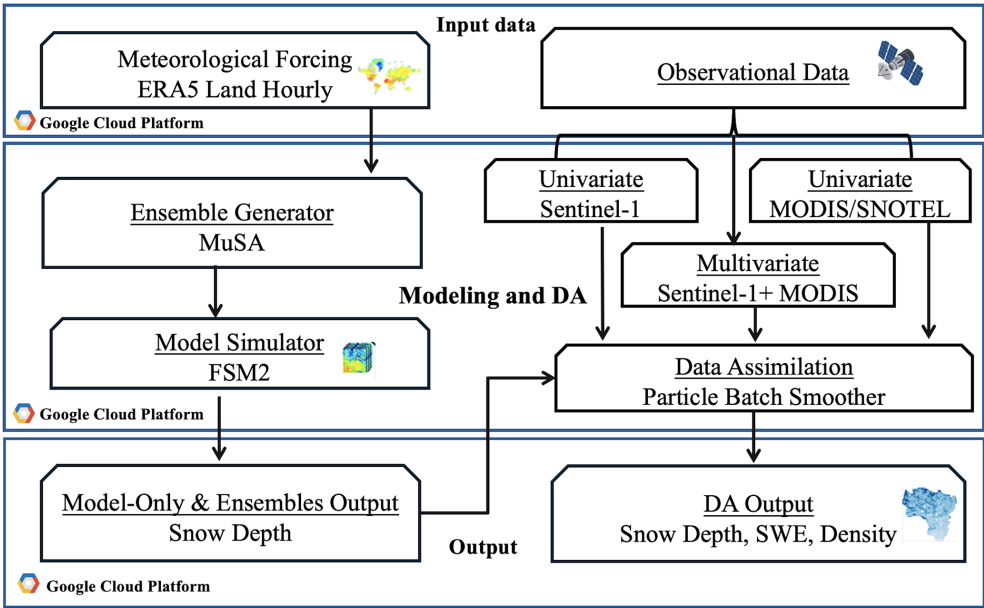 Input data
Meteorological Forcing
ERA5 Land Hourly
Observational Data
Google Cloud Platform
Ensemble Generator
MuSA
Univariate
Sentinel-1
Univariate
MODIS/SNOTEL
Multivariate
Sentinel-1+ MODIS
Modeling and DA
Model Simulator
FSM2
Data Assimilation
Particle Batch Smoother
Google Cloud Platform
Model-Only & Ensembles Output
Snow Depth
Output
DA Output
Snow Depth, SWE, Density
Google Cloud Platform